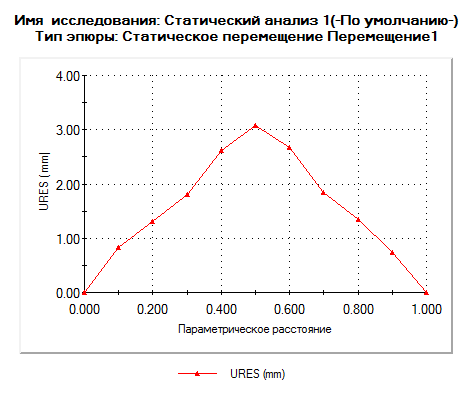 Имя исследования: Статический анализ 1(-По умолчанию-)
Тип эпюры: Статическое перемещение Перемещение1
4.00
3.00
2.00
1.00
0.00
URES (mm)
0.000 0.200 0.400 0.600 0.800 1.000
Параметрическое расстояние
URES (mm)